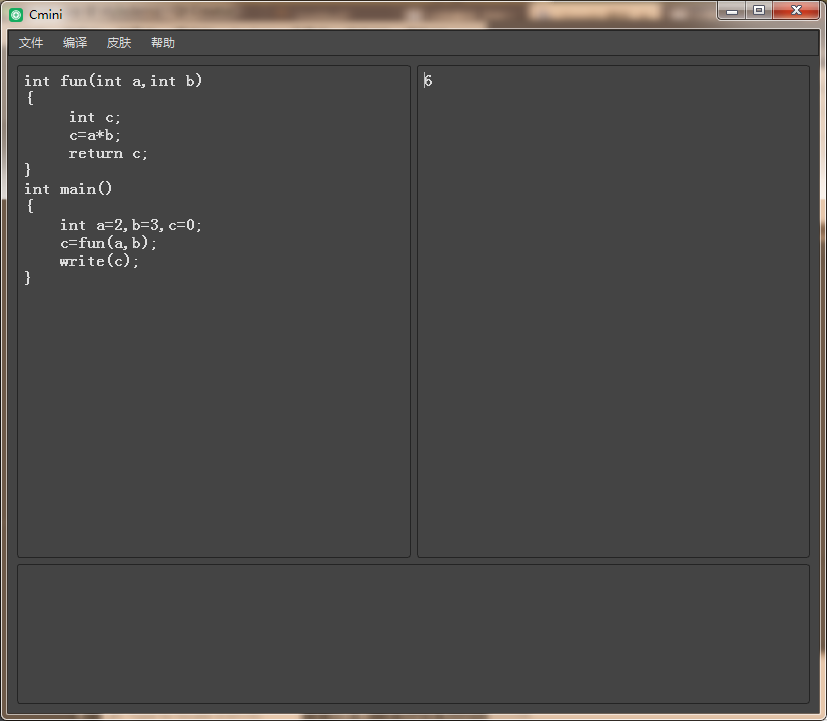 Cmini
文件 编译 皮肤 帮助
int fun(int a,int b)
{
     int c;
     c=a*b;
     return c;
}
int main()
{
    int a=2,b=3,c=0;
    c=fun(a,b);
    write(c);
}
6